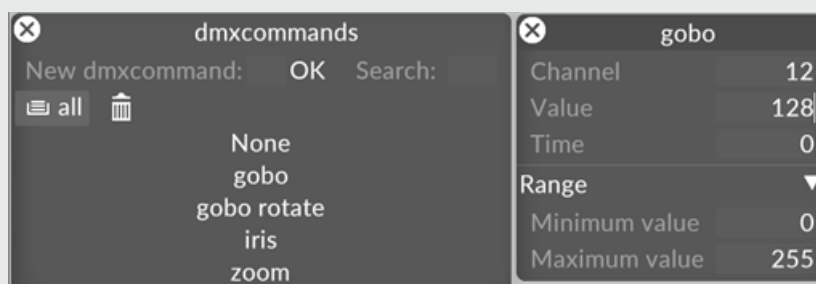 dmxcommands
New dmxcommand: OK Search:
all
None
gobo
gobo rotate
iris
zoom
gobo
Channel 12
Value 128
Time 0
Range
Minimum value 0
Maximum value 255